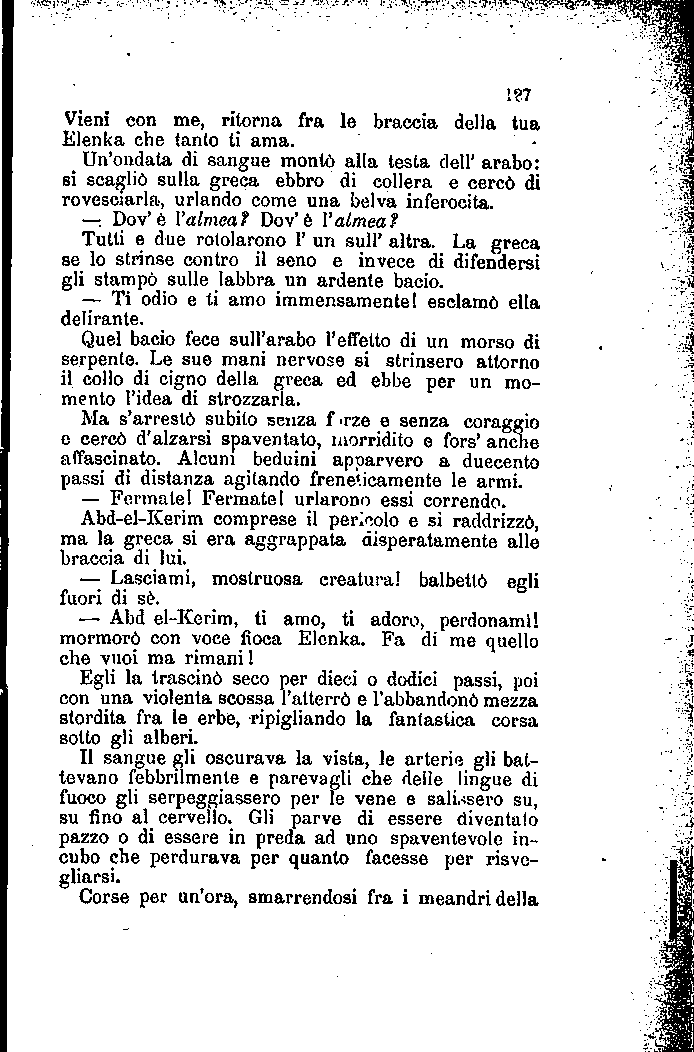 127
Vieni con me, ritorna fra le braccia della tua
Elenka che tanto ti ama.
Un'ondata di sangue montò alla testa dell' arabo:
si scagliò sulla greca ebbro di collera e cercò di
rovesciarla, urlando come una belva inferocita.
— Dov' è l'almea? Dov' è l'almea?
Tutti e due rotolarono l' un sull' altra. La greca
se lo strinse contro il seno e invece di difendersi
gli stampò sulle labbra un ardente bacio.
— Ti odio e ti amo immensamente! esclamò ella
delirante.
Quel bacio fece sull'arabo l'effetto di un morso di
serpente. Le sue mani nervose si strinsero attorno
il collo di cigno della greca ed ebbe per un mo-
mento l'idea di strozzarla.
Ma s'arrestò subito senza forze e senza coraggio
e cercò d'alzarsi spaventato, inorridito e fors' anche
affascinato. Alcuni beduini apparvero a duecento
passi di distanza agitando freneticamente le armi.
— Fermate! Fermate! urlarono essi correndo.
Abd-el-Kerim comprese il pericolo e si raddrizzò,
ma la greca si era aggrappata disperatamente alle
braccia di lui.
— Lasciami, mostruosa creatura! balbettò egli
fuori di sè.
— Abd el-Kerim, ti amo, ti adoro, perdonami!
mormorò con voce fioca Elenka. Fa di me quello
che vuoi ma rimani!
Egli la trascinò seco per dieci o dodici passi, poi
con una violenta scossa l'atterrò e l'abbandonò mezza
stordita fra le erbe, ripigliando la fantastica corsa
sotto gli alberi.
Il sangue gli oscurava la vista, le arterie gli bat-
tevano febbrilmente e parevagli che delle lingue di
fuoco gli serpeggiassero per le vene e salissero su,
su fino al cervello. Gli parve di essere diventato
pazzo o di essere in preda ad uno spaventevole in-
cubo che perdurava per quanto facesse per risve-
gliarsi.
Corse per un'ora, smarrendosi fra i meandri della